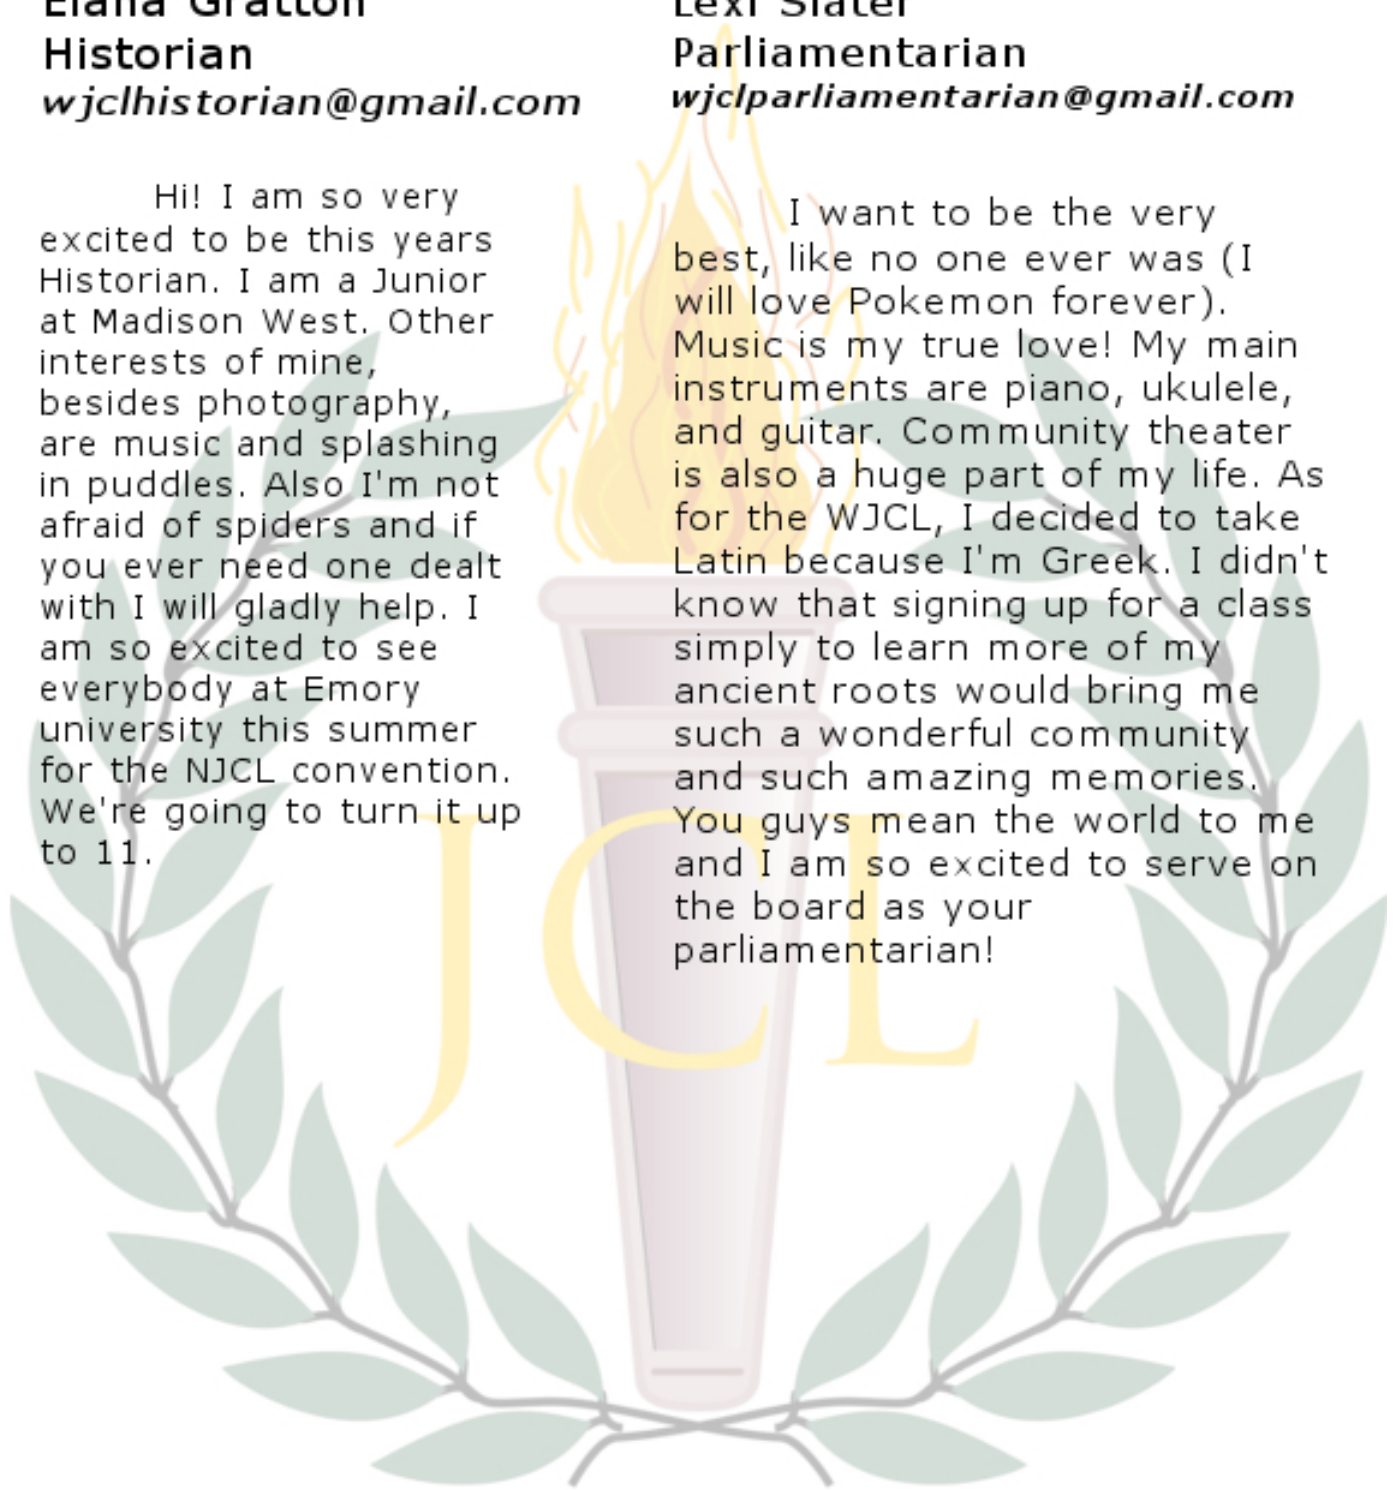 Elana Gratton
Historian
wjclhistorian@gmail.com
Hi! I am so very
excited to be this years
Historian. I am a Junior
at Madison West. Other
interests of mine,
besides photography,
are music and splashing
in puddles. Also I'm not
afraid of spiders and if
you ever need one dealt
with I will gladly help. I
am so excited to see
everybody at Emory
university this summer
for the NJCL convention.
We're going to turn it up
to 11.
Lexi Slater
Parliamentarian
wjclparliamentarian@gmail.com
I want to be the very
best, like no one ever was (I
will love Pokemon forever).
Music is my true love! My main
instruments are piano, ukulele,
and guitar. Community theater
is also a huge part of my life. As
for the WJCL, I decided to take
Latin because I'm Greek. I didn't
know that signing up for a class
simply to learn more of my
ancient roots would bring me
such a wonderful community
and such amazing memories.
You guys mean the world to me
and I am so excited to serve on
the board as your
parliamentarian!
JCL